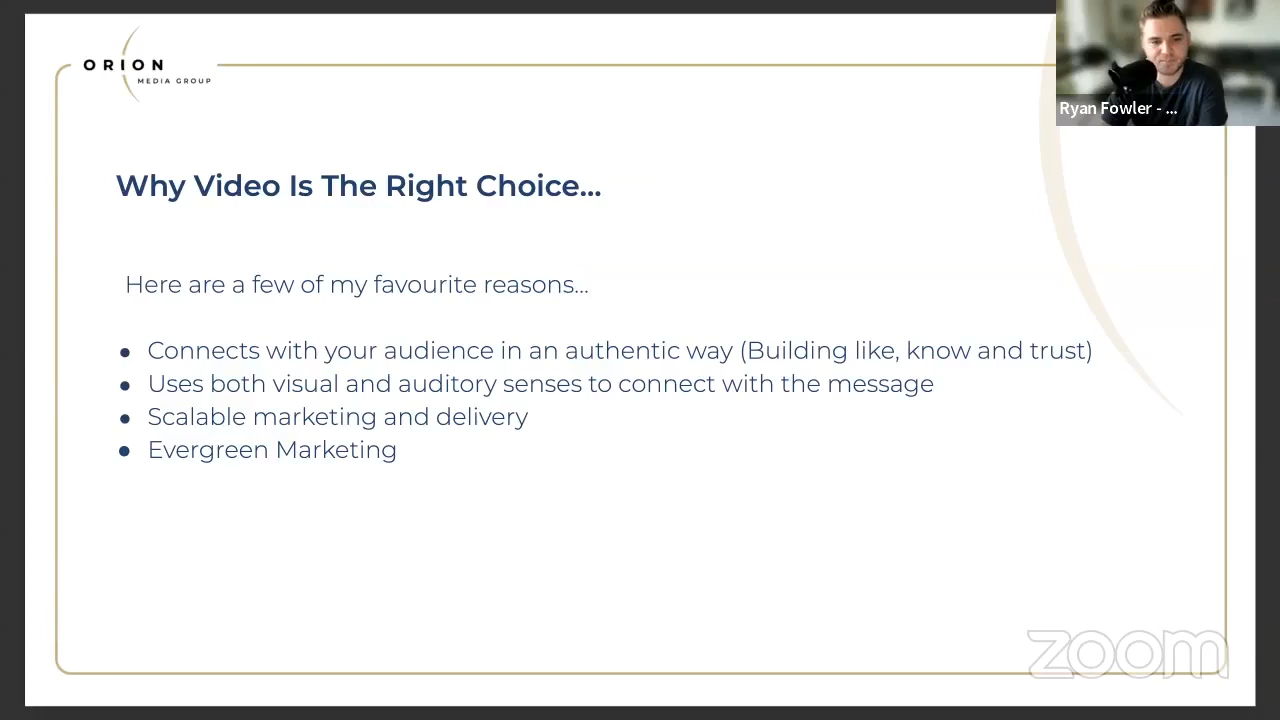 ORION
MEDIA GROUP
Ryan Fowler - ...
Why Video Is The Right Choice...
Here are a few of my favourite reasons...
● Connects with your audience in an authentic way (Building like, know and trust)
● Uses both visual and auditory senses to connect with the message
● Scalable marketing and delivery
● Evergreen Marketing
zoom